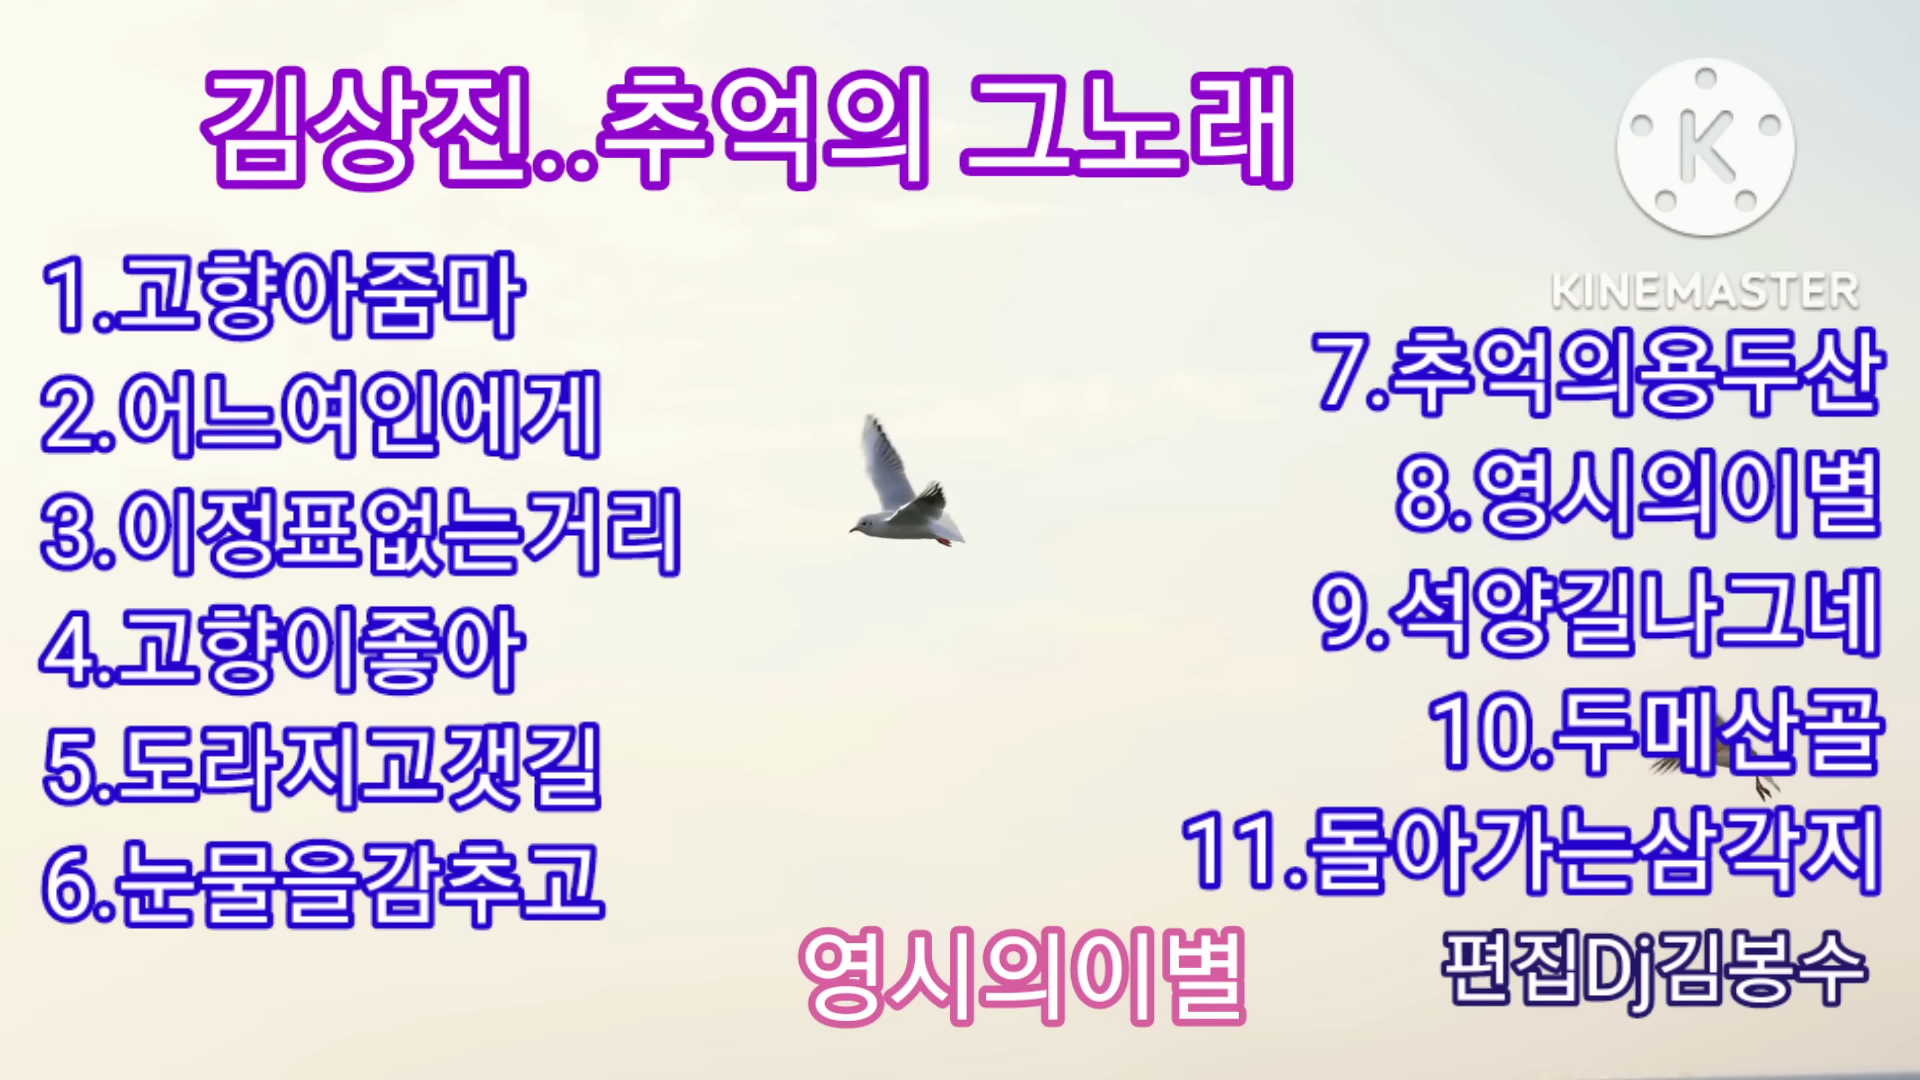 김상진..추억의 그노래
K
KINEMASTER
1.고향아줌마
2.어느여인에게
3.이정표없는거리
4.고향이좋아
5.도라지고갯길
6.눈물을감추고
7.추억의용두산
8.영시의이별
9.석양길나그네
10.두메산골
11.돌아가는삼각지
영시의이별
편집Dj김봉수